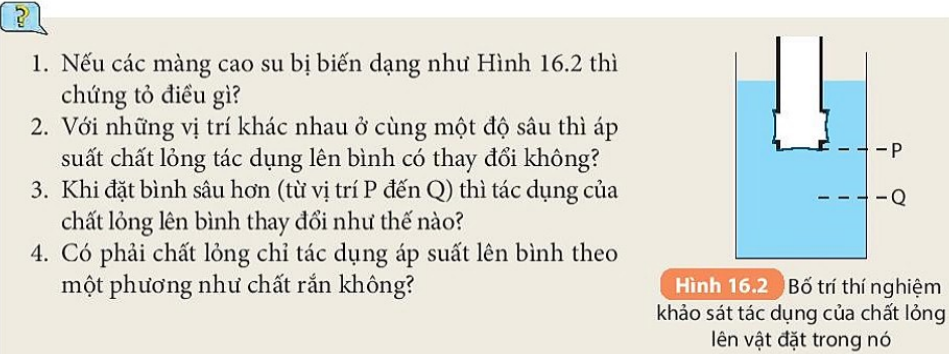 ?
1. Nếu các màng cao su bị biến dạng như Hình 16.2 thì
chứng tỏ điều gì?
2. Với những vị trí khác nhau ở cùng một độ sâu thì áp
suất chất lỏng tác dụng lên bình có thay đổi không?
3. Khi đặt bình sâu hơn (từ vị trí P đến Q) thì tác dụng của
chất lỏng lên bình thay đổi như thế nào?
4. Có phải chất lỏng chỉ tác dụng áp suất lên bình theo
một phương như chất rắn không?
P
Q
Hình 16.2 Bố trí thí nghiệm
khảo sát tác dụng của chất lỏng
lên vật đặt trong nó